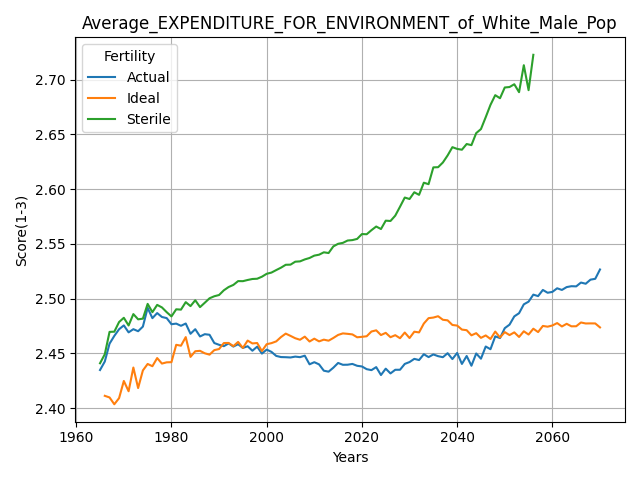 Average_EXPENDITURE_FOR_ENVIRONMENT_of_White_Male_Pop
Fertility
Actual
Ideal
Sterile
Score(1-3)
2.70
2.65
2.60
2.55
2.50
2.45
2.40
1960 1980 2000 2020 2040 2060
Years